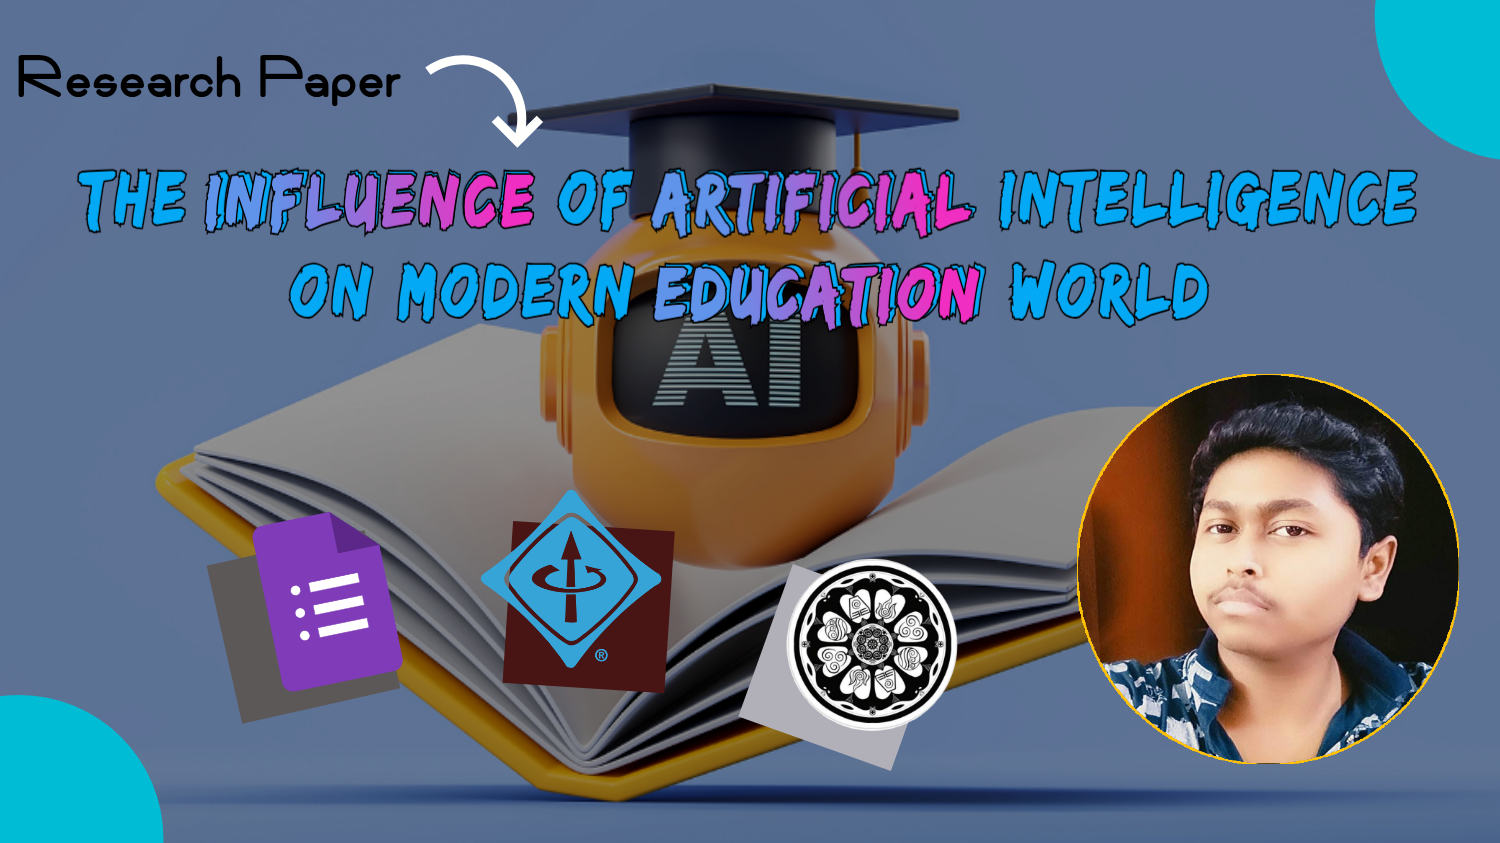 Research Paper
THE INFLUENCE OF ARTIFICIAL INTELLIGENCE
ON MODERN EDUCATION WORLD
AI
®